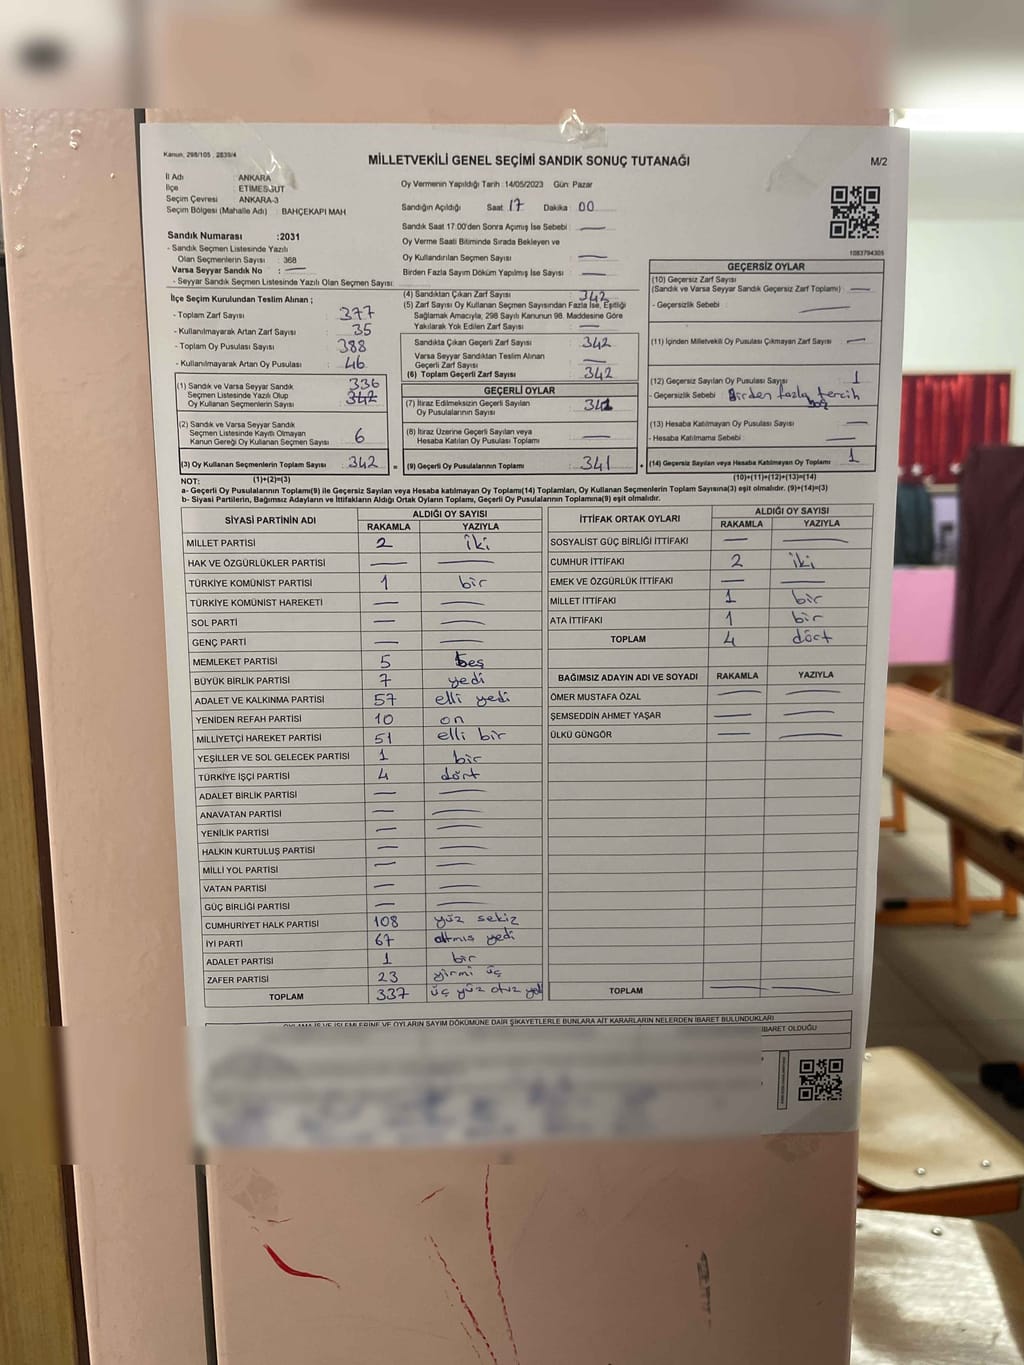 Kanun, 298/105 , 2839/4
MİLLETVEKİLİ GENEL SEÇİMİ SANDIK SONUÇ TUTANAĞI
M/2
İl Adı : ANKARA
İlçe : ETİMESGUT
Seçim Çevresi : ANKARA-3
Seçim Bölgesi (Mahalle Adı) : BAHÇEKAPI MAH
Sandık Numarası :2031
- Sandık Seçmen Listesinde Yazılı
Olan Seçmenlerin Sayısı : 368
Varsa Seyyar Sandık No : —
- Seyyar Sandık Seçmen Listesinde Yazılı Olan Seçmen Sayısı
Oy Vermenin Yapıldığı Tarih :14/05/2023 Gün: Pazar
Sandığın Açıldığı Saat 17 Dakika 00
Sandık Saat 17.00'den Sonra Açılmış İse Sebebi : —
Oy Verme Saati Bitiminde Sırada Bekleyen ve
Oy Kullandırılan Seçmen Sayısı : —
Birden Fazla Sayım Döküm Yapılmış İse Sayısı : —
1083794305
İlçe Seçim Kurulundan Teslim Alınan ;
- Toplam Zarf Sayısı : 377
- Kullanılmayarak Artan Zarf Sayısı : 35
- Toplam Oy Pusulası Sayısı : 388
- Kullanılmayarak Artan Oy Pusulası : 46
(1) Sandık ve Varsa Seyyar Sandık
Seçmen Listesinde Yazılı Olup
Oy Kullanan Seçmenlerin Sayısı : 336 342
(2) Sandık ve Varsa Seyyar Sandık
Seçmen Listesinde Kayıtlı Olmayan
Kanun Gereği Oy Kullanan Seçmen Sayısı : 6
(3) Oy Kullanan Seçmenlerin Toplam Sayısı : 342
(4) Sandıktan Çıkan Zarf Sayısı : 342
(5) Zarf Sayısı Oy Kullanan Seçmen Sayısından Fazla İse, Eşitliği
Sağlamak Amacıyla, 298 Sayılı Kanunun 98. Maddesine Göre
Yakılarak Yok Edilen Zarf Sayısı : —
Sandıkta Çıkan Geçerli Zarf Sayısı : 342
Varsa Seyyar Sandıktan Teslim Alınan
Geçerli Zarf Sayısı : —
(6) Toplam Geçerli Zarf Sayısı : 342
GEÇERLİ OYLAR
(7) İtiraz Edilmeksizin Geçerli Sayılan
Oy Pusulalarının Sayısı : 341
(8) İtiraz Üzerine Geçerli Sayılan veya
Hesaba Katılan Oy Pusulası Toplamı : —
= (9) Geçerli Oy Pusulalarının Toplamı : 341
GEÇERSİZ OYLAR
(10) Geçersiz Zarf Sayısı
(Sandık ve Varsa Seyyar Sandık Geçersiz Zarf Toplamı) : —
- Geçersizlik Sebebi : —
(11) İçinden Milletvekili Oy Pusulası Çıkmayan Zarf Sayısı : —
(12) Geçersiz Sayılan Oy Pusulası Sayısı : 1
- Geçersizlik Sebebi : Birden fazla tercih
(13) Hesaba Katılmayan Oy Pusulası Sayısı : —
- Hesaba Katılmama Sebebi : —
+ (14) Geçersiz Sayılan veya Hesaba Katılmayan Oy Toplamı : 1
NOT: (1)+(2)=(3) (10)+(11)+(12)+(13)=(14)
a- Geçerli Oy Pusulalarının Toplamı(9) ile Geçersiz Sayılan veya Hesaba katılmayan Oy Toplamı(14) Toplamları, Oy Kullanan Seçmenlerin Toplam Sayısına(3) eşit olmalıdır. (9)+(14)=(3)
b- Siyasi Partilerin, Bağımsız Adayların ve İttifakların Aldığı Ortak Oyların Toplamı, Geçerli Oy Pusulalarının Toplamına(9) eşit olmalıdır.
SİYASİ PARTİNİN ADI ALDIĞI OY SAYISI
RAKAMLA YAZIYLA
MİLLET PARTİSİ 2 iki
HAK VE ÖZGÜRLÜKLER PARTİSİ — —
TÜRKİYE KOMÜNİST PARTİSİ 1 bir
TÜRKİYE KOMÜNİST HAREKETİ — —
SOL PARTİ — —
GENÇ PARTİ — —
MEMLEKET PARTİSİ 5 beş
BÜYÜK BİRLİK PARTİSİ 7 yedi
ADALET VE KALKINMA PARTİSİ 57 elli yedi
YENİDEN REFAH PARTİSİ 10 on
MİLLİYETÇİ HAREKET PARTİSİ 51 elli bir
YEŞİLLER VE SOL GELECEK PARTİSİ 1 bir
TÜRKİYE İŞÇİ PARTİSİ 4 dört
ADALET BİRLİK PARTİSİ — —
ANAVATAN PARTİSİ — —
YENİLİK PARTİSİ — —
HALKIN KURTULUŞ PARTİSİ — —
MİLLİ YOL PARTİSİ — —
VATAN PARTİSİ — —
GÜÇ BİRLİĞİ PARTİSİ — —
CUMHURİYET HALK PARTİSİ 108 yüz sekiz
İYİ PARTİ 67 altmış yedi
ADALET PARTİSİ 1 bir
ZAFER PARTİSİ 23 yirmi üç
TOPLAM 337 üç yüz otuz yedi
İTTİFAK ORTAK OYLARI ALDIĞI OY SAYISI
RAKAMLA YAZIYLA
SOSYALİST GÜÇ BİRLİĞİ İTTİFAKI — —
CUMHUR İTTİFAKI 2 iki
EMEK VE ÖZGÜRLÜK İTTİFAKI — —
MİLLET İTTİFAKI 1 bir
ATA İTTİFAKI 1 bir
TOPLAM 4 dört
BAĞIMSIZ ADAYIN ADI VE SOYADI RAKAMLA YAZIYLA
ÖMER MUSTAFA ÖZAL — —
ŞEMSEDDİN AHMET YAŞAR — —
ÜLKÜ GÜNGÖR — —
TOPLAM — —
OYLAMA İŞ VE İŞLEMLERİNE VE OYLARIN SAYIM DÖKÜMÜNE DAİR ŞİKAYETLERLE BUNLARA AİT KARARLARIN NELERDEN İBARET BULUNDUKLARI
İBARET OLDUĞU